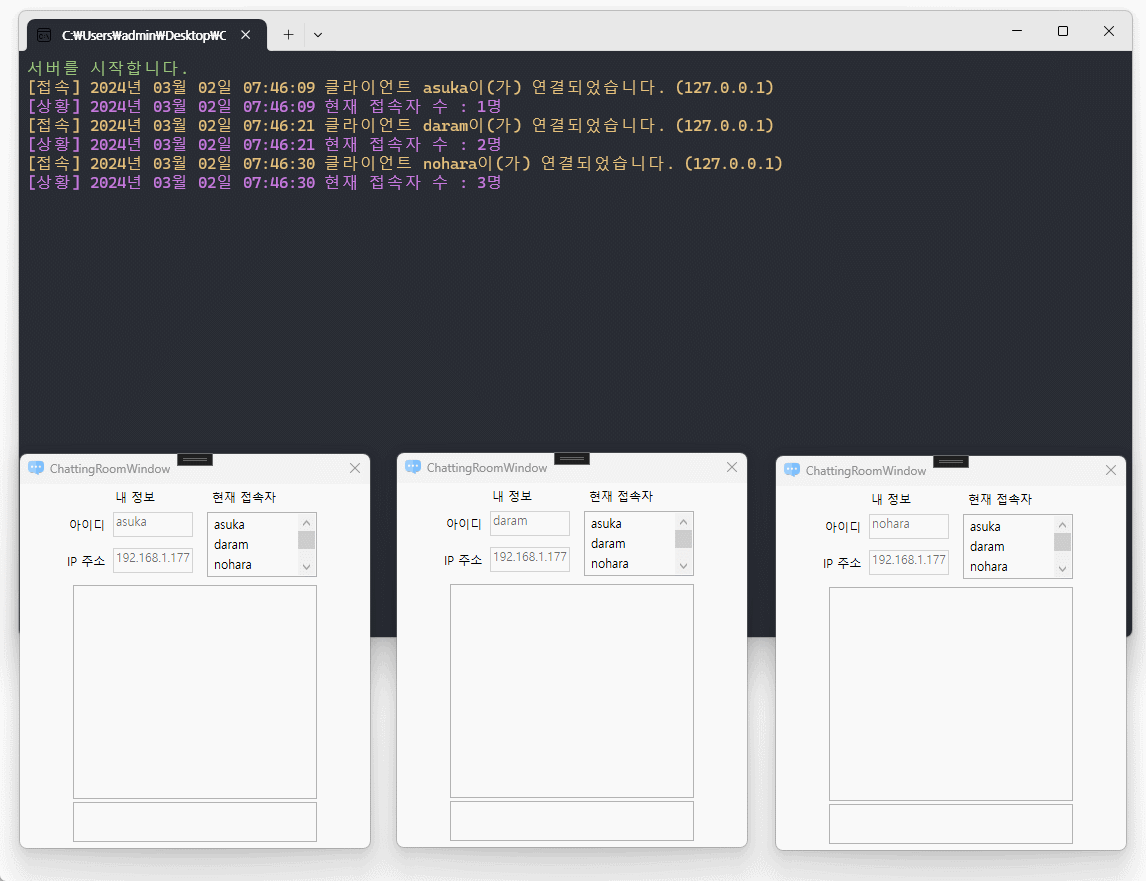 C:₩Users₩admin₩Desktop₩C
서버를 시작합니다.
[접속] 2024년 03월 02일 07:46:09 클라이언트 asuka이(가) 연결되었습니다. (127.0.0.1)
[상황] 2024년 03월 02일 07:46:09 현재 접속자 수 : 1명
[접속] 2024년 03월 02일 07:46:21 클라이언트 daram이(가) 연결되었습니다. (127.0.0.1)
[상황] 2024년 03월 02일 07:46:21 현재 접속자 수 : 2명
[접속] 2024년 03월 02일 07:46:30 클라이언트 nohara이(가) 연결되었습니다. (127.0.0.1)
[상황] 2024년 03월 02일 07:46:30 현재 접속자 수 : 3명
ChattingRoomWindow
내 정보 현재 접속자
아이디 asuka
IP 주소 192.168.1.177
asuka
daram
nohara
ChattingRoomWindow
내 정보 현재 접속자
아이디 daram
IP 주소 192.168.1.177
asuka
daram
nohara
ChattingRoomWindow
내 정보 현재 접속자
아이디 nohara
IP 주소 192.168.1.177
asuka
daram
nohara